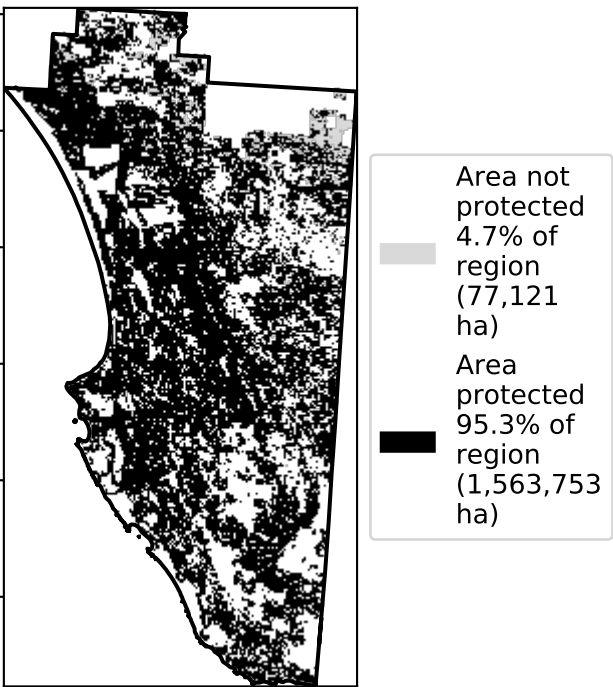 Area not
protected
4.7% of
region
(77,121
ha)
Area
protected
95.3% of
region
(1,563,753
ha)